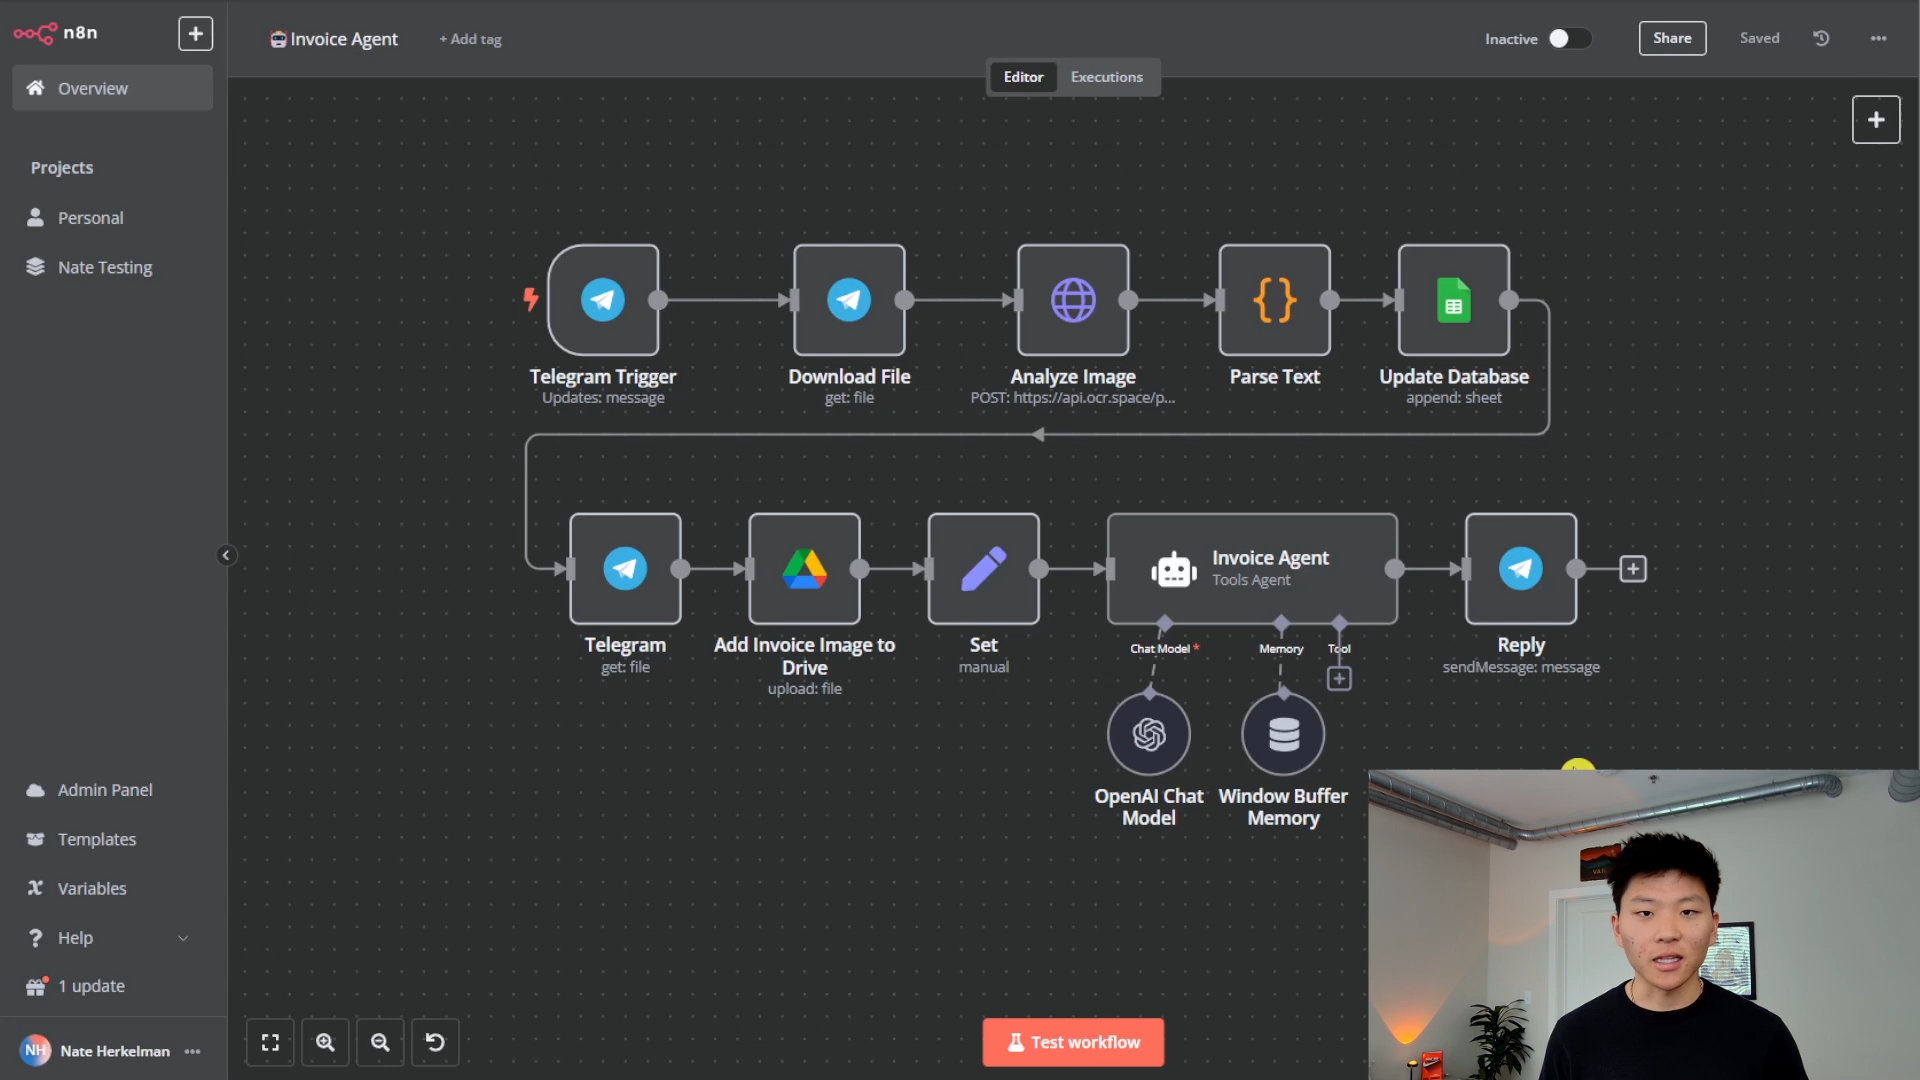 n8n
Overview
Projects
Personal
Nate Testing
Admin Panel
Templates
Variables
Help
1 update
NH
Nate Herkelman
Invoice Agent
+ Add tag
Inactive
Share
Saved
Editor
Executions
Telegram Trigger
Updates: message
Download File
get: file
Analyze Image
POST: https://api.ocr.space/p...
Parse Text
Update Database
append: sheet
Telegram
get: file
Add Invoice Image to
Drive
upload: file
Set
manual
Invoice Agent
Tools Agent
Chat Model *
Memory
Tool
OpenAI Chat
Model
Window Buffer
Memory
Reply
sendMessage: message
Test workflow